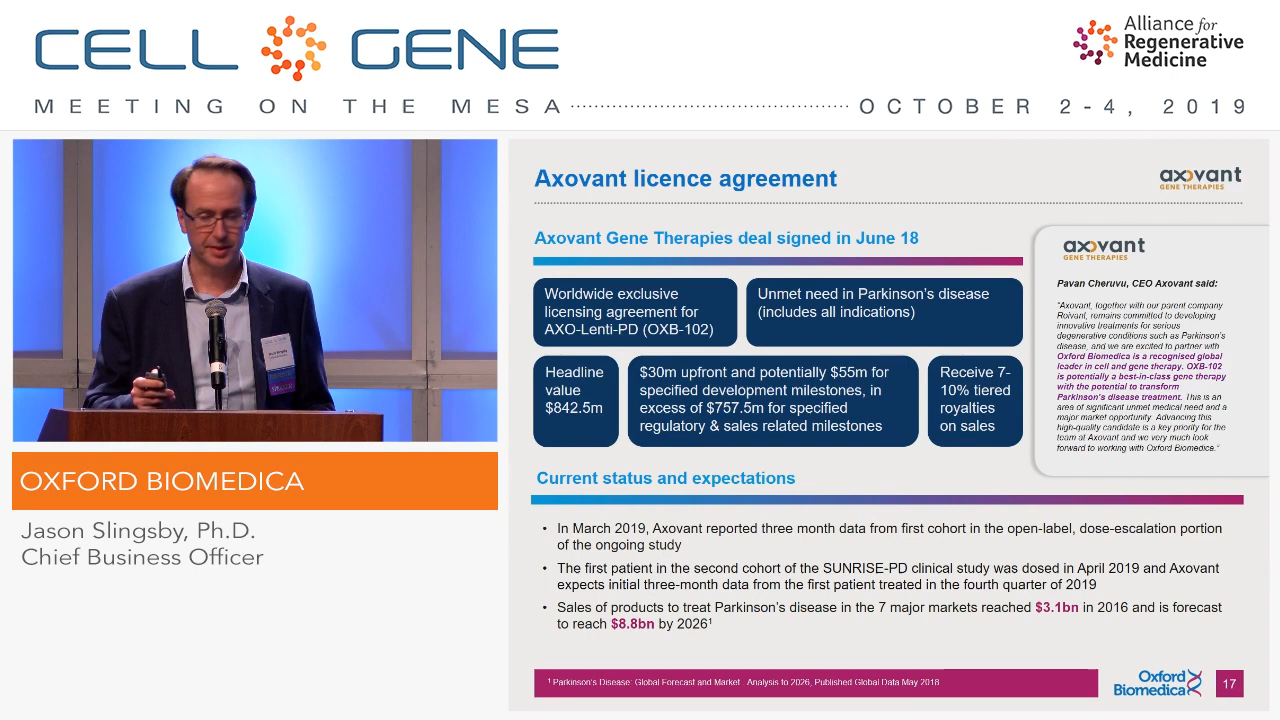 CELL GENE
MEETING ON THE MESA
OCTOBER 2-4, 2019
Alliance for
Regenerative
Medicine
OXFORD BIOMEDICA
Jason Slingsby, Ph.D.
Chief Business Officer
Axovant licence agreement
axovant
GENE THERAPIES
Axovant Gene Therapies deal signed in June 18
Worldwide exclusive
licensing agreement for
AXO-Lenti-PD (OXB-102)
Unmet need in Parkinson's disease
(includes all indications)
Headline
value
$842.5m
$30m upfront and potentially $55m for
specified development milestones, in
excess of $757.5m for specified
regulatory & sales related milestones
Receive 7-
10% tiered
royalties
on sales
axovant
GENE THERAPIES
Pavan Cheruvu, CEO Axovant said:
"Axovant, together with our parent company
Roivant, remains committed to developing
innovative treatments for serious
degenerative conditions such as Parkinson's
disease, and we are excited to partner with
Oxford Biomedica is a recognised global
leader in cell and gene therapy. OXB-102
is potentially a best-in-class gene therapy
with the potential to transform
Parkinson's disease treatment. This is an
area of significant unmet medical need and a
major market opportunity. Advancing this
high-quality candidate is a key priority for the
team at Axovant and we very much look
forward to working with Oxford Biomedica."
Current status and expectations
• In March 2019, Axovant reported three month data from first cohort in the open-label, dose-escalation portion
of the ongoing study
• The first patient in the second cohort of the SUNRISE-PD clinical study was dosed in April 2019 and Axovant
expects initial three-month data from the first patient treated in the fourth quarter of 2019
• Sales of products to treat Parkinson's disease in the 7 major markets reached $3.1bn in 2016 and is forecast
to reach $8.8bn by 2026¹
¹ Parkinson's Disease: Global Forecast and Market Analysis to 2026, Published Global Data May 2018
Oxford
Biomedica
17